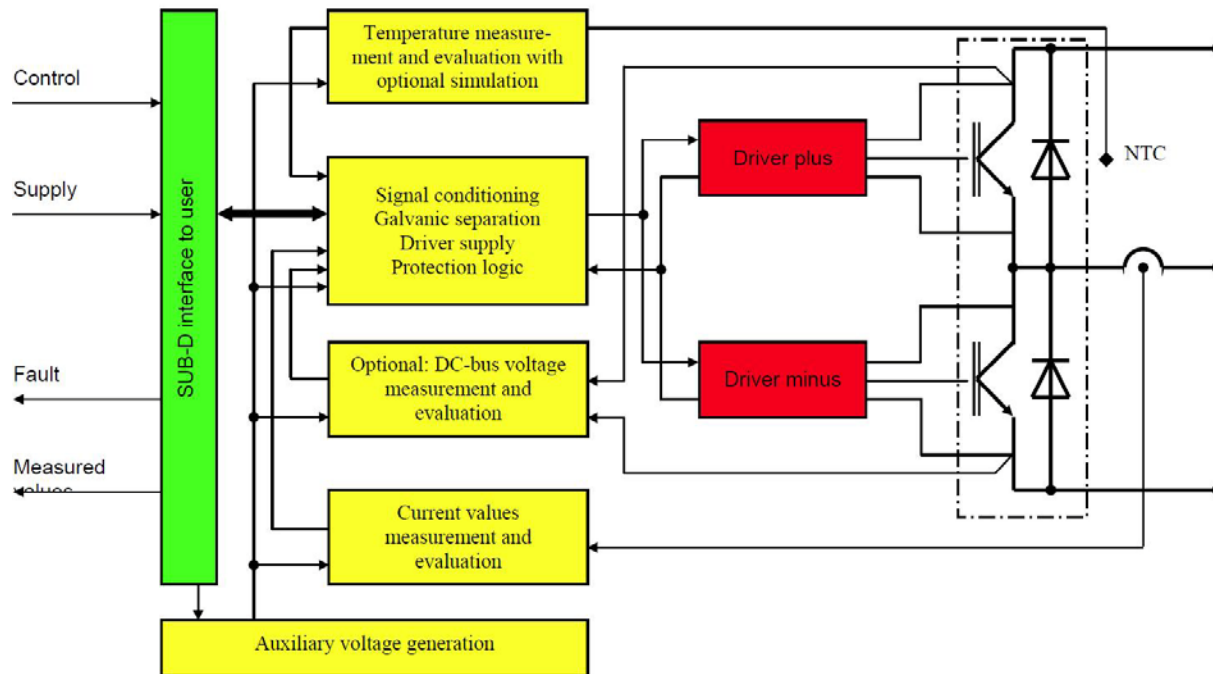 Control
Supply
Fault
Measured
values
SUB-D interface to user
Temperature measure-
ment and evaluation with
optional simulation
Signal conditioning
Galvanic separation
Driver supply
Protection logic
Optional: DC-bus voltage
measurement and
evaluation
Current values
measurement and
evaluation
Auxiliary voltage generation
Driver plus
Driver minus
NTC